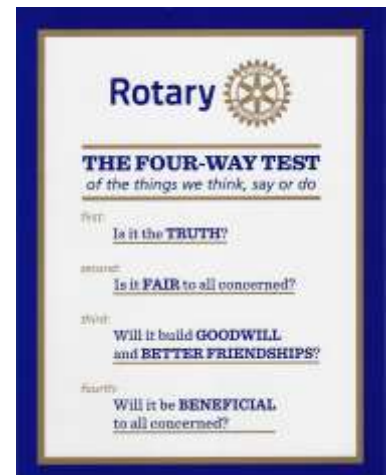 Rotary
THE FOUR-WAY TEST
of the things we think, say or do
first:
Is it the TRUTH?
second:
Is it FAIR to all concerned?
third:
Will it build GOODWILL
and BETTER FRIENDSHIPS?
fourth:
Will it be BENEFICIAL
to all concerned?